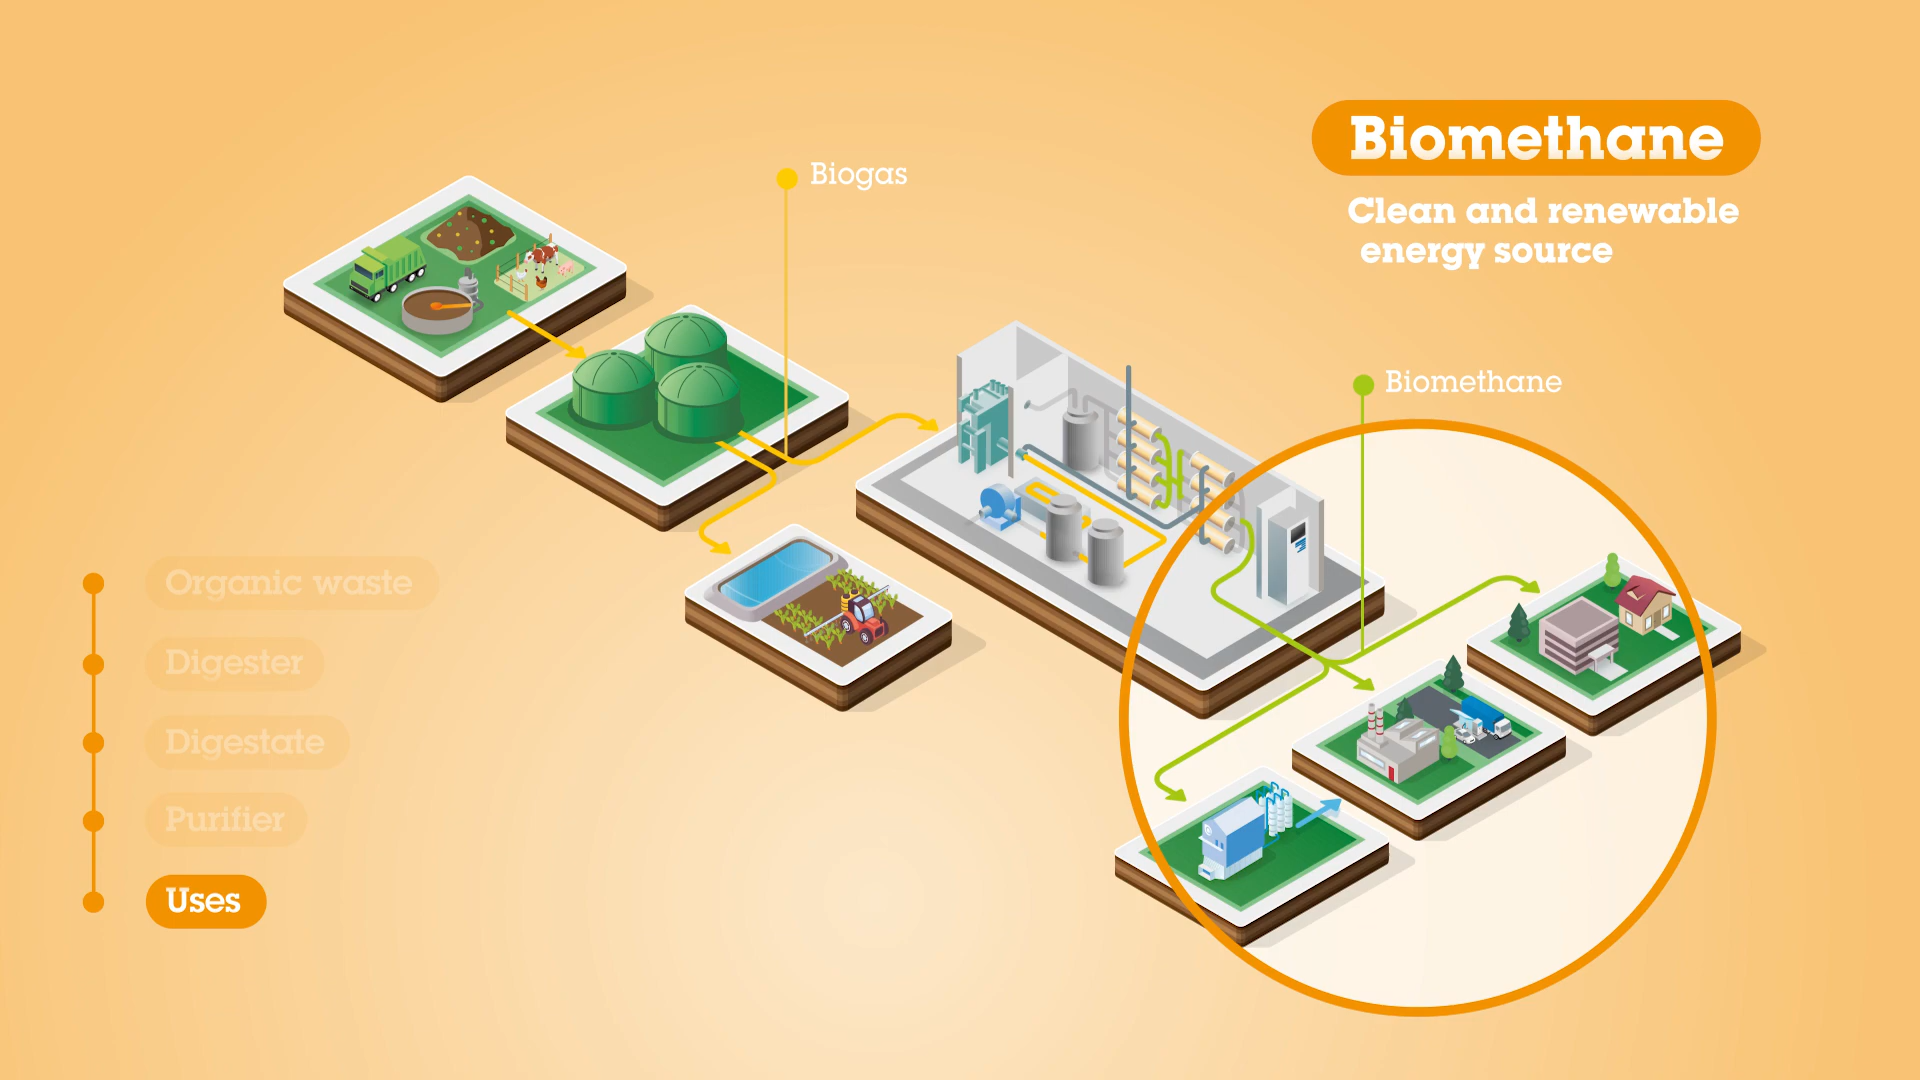 Biomethane
Clean and renewable
energy source
Biogas
Biomethane
Organic waste
Digester
Digestate
Purifier
Uses